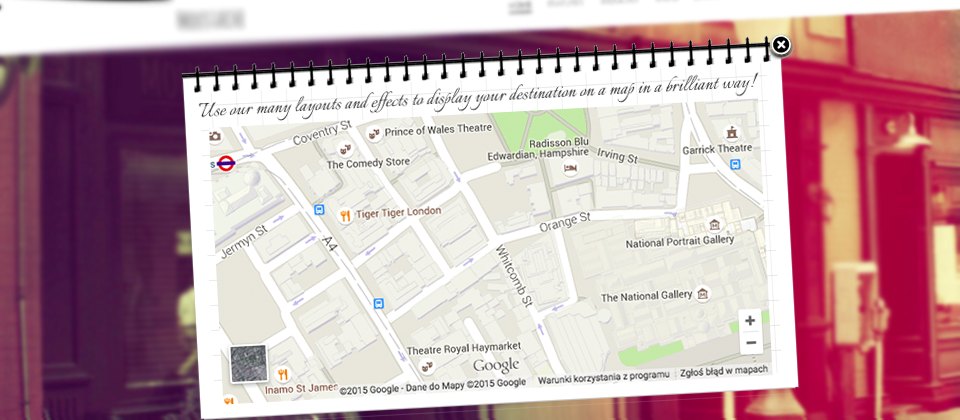 Use our many layouts and effects to display your destination on a map in a brilliant way!
Coventry St
Prince of Wales Theatre
The Comedy Store
Radisson Blu
Edwardian, Hampshire
Irving St
Garrick Theatre
Tiger Tiger London
Jermyn St
A4
Orange St
National Portrait Gallery
Whitcomb St
The National Gallery
Theatre Royal Haymarket
Google
Inamo St James
©2015 Google - Dane do Mapy ©2015 Google
Warunki korzystania z programu
Zgłoś błąd w mapach